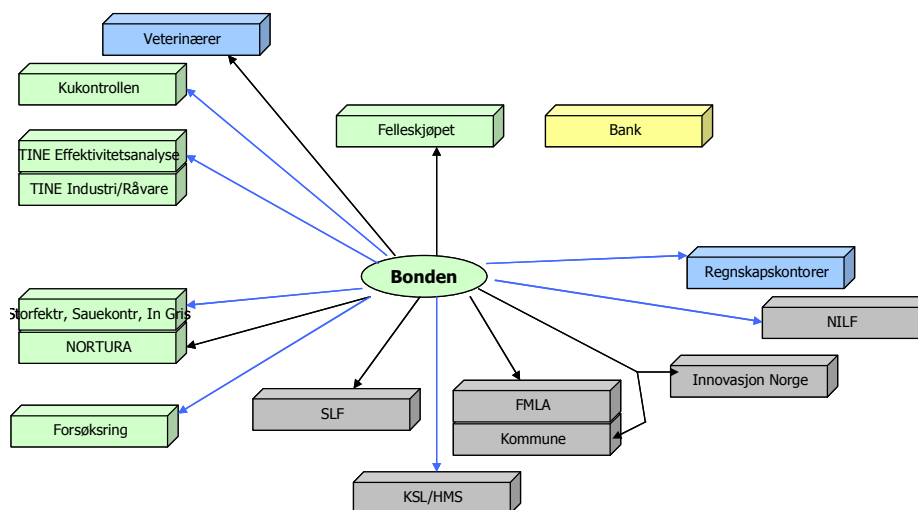 Veterinærer
Kukontrollen
Felleskjøpet
Bank
TINE Effektivitetsanalyse
TINE Industri/Råvare
Bonden
Regnskapskontorer
Storfektr, Sauekontr, In Gris
NILF
NORTURA
Innovasjon Norge
SLF
FMLA
Forsøksring
Kommune
KSL/HMS